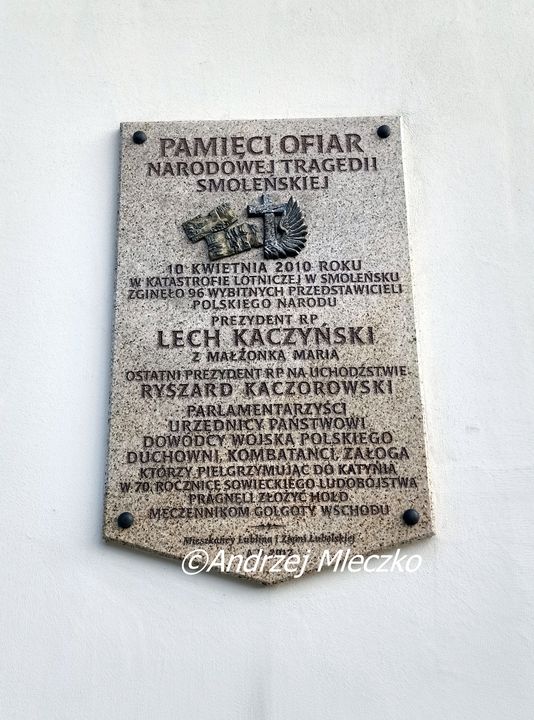 PAMIĘCI OFIAR
NARODOWEJ TRAGEDII
SMOLEŃSKIEJ
10 KWIETNIA 2010 ROKU
W KATASTROFIE LOTNICZEJ W SMOLEŃSKU
ZGINĘŁO 96 WYBITNYCH PRZEDSTAWICIELI
POLSKIEGO NARODU
PREZYDENT RP
LECH KACZYŃSKI
Z MAŁŻONKĄ MARIĄ
OSTATNI PREZYDENT RP NA UCHODŹSTWIE
RYSZARD KACZOROWSKI
PARLAMENTARZYŚCI
URZĘDNICY PAŃSTWOWI
DOWÓDCY WOJSKA POLSKIEGO
DUCHOWNI, KOMBATANCI, ZAŁOGA
KTÓRZY, PIELGRZYMUJĄC DO KATYNIA
W 70. ROCZNICĘ SOWIECKIEGO LUDOBÓJSTWA
PRAGNĘLI ZŁOŻYĆ HOŁD
MĘCZENNIKOM GOLGOTY WSCHODU
Mieszkańcy Lublina i Ziemi Lubelskiej
2012
©Andrzej Mleczko